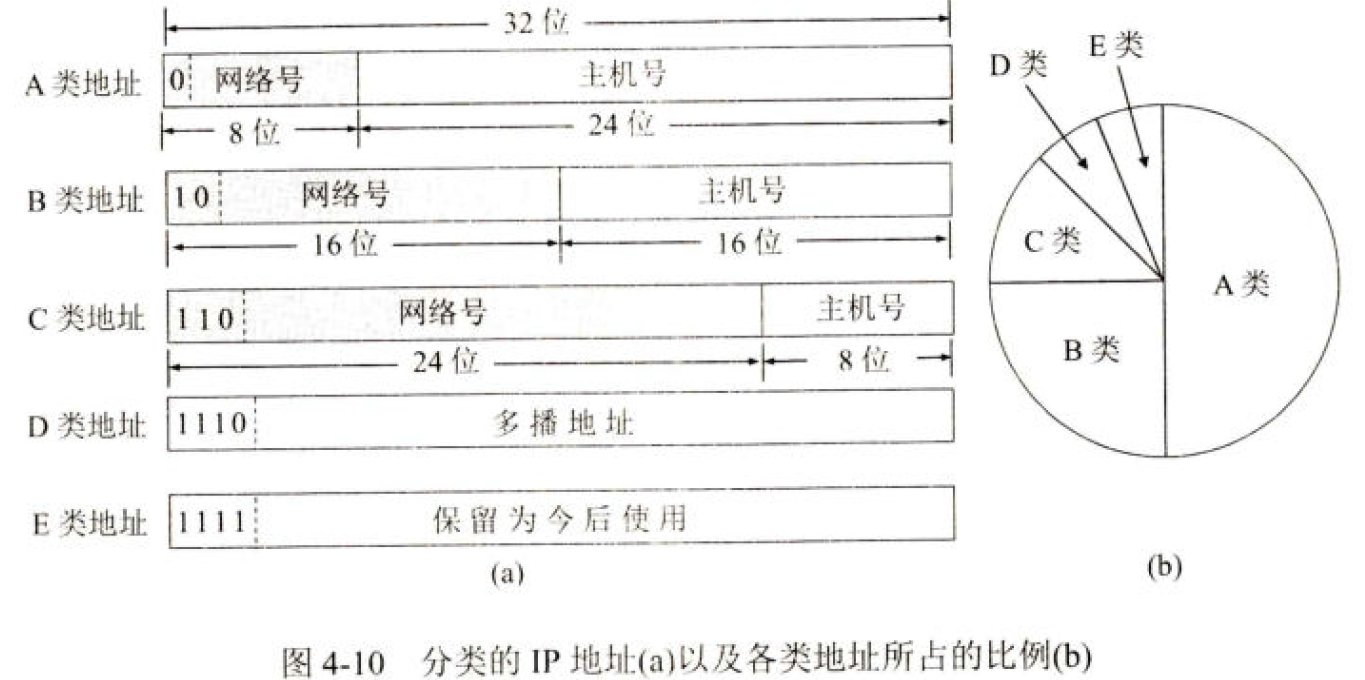 32 位
A 类地址 0 网络号 主机号
8 位 24 位
B 类地址 10 网络号 主机号
16 位 16 位
C 类地址 110 网络号 主机号
24 位 8 位
D 类地址 1110 多播地址
E 类地址 1111 保留为今后使用
(a)
D 类 E 类
C 类 A 类
B 类
(b)
图 4-10 分类的 IP 地址(a)以及各类地址所占的比例(b)